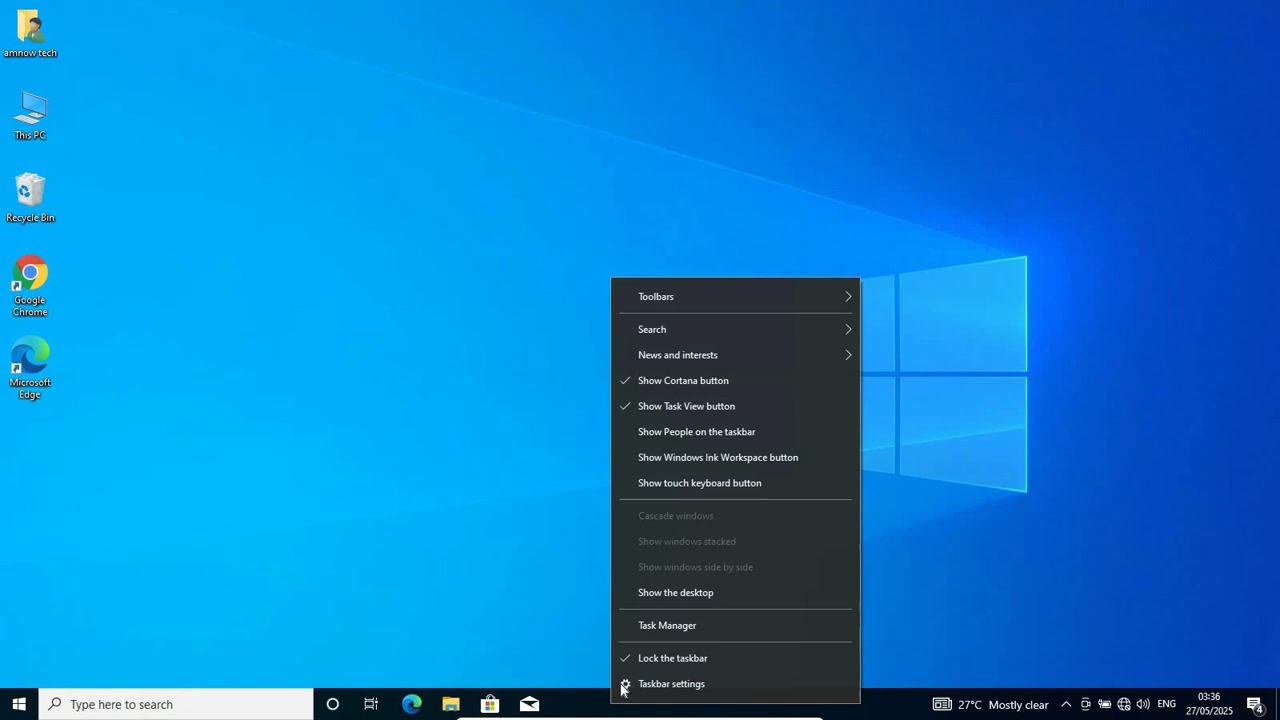 amnow tech
This PC
Recycle Bin
Google
Chrome
Microsoft
Edge
Toolbars
Search
News and interests
Show Cortana button
Show Task View button
Show People on the taskbar
Show Windows Ink Workspace button
Show touch keyboard button
Cascade windows
Show windows stacked
Show windows side by side
Show the desktop
Task Manager
Lock the taskbar
Taskbar settings
Type here to search
27°C Mostly clear
ENG
03:36
27/05/2025
4